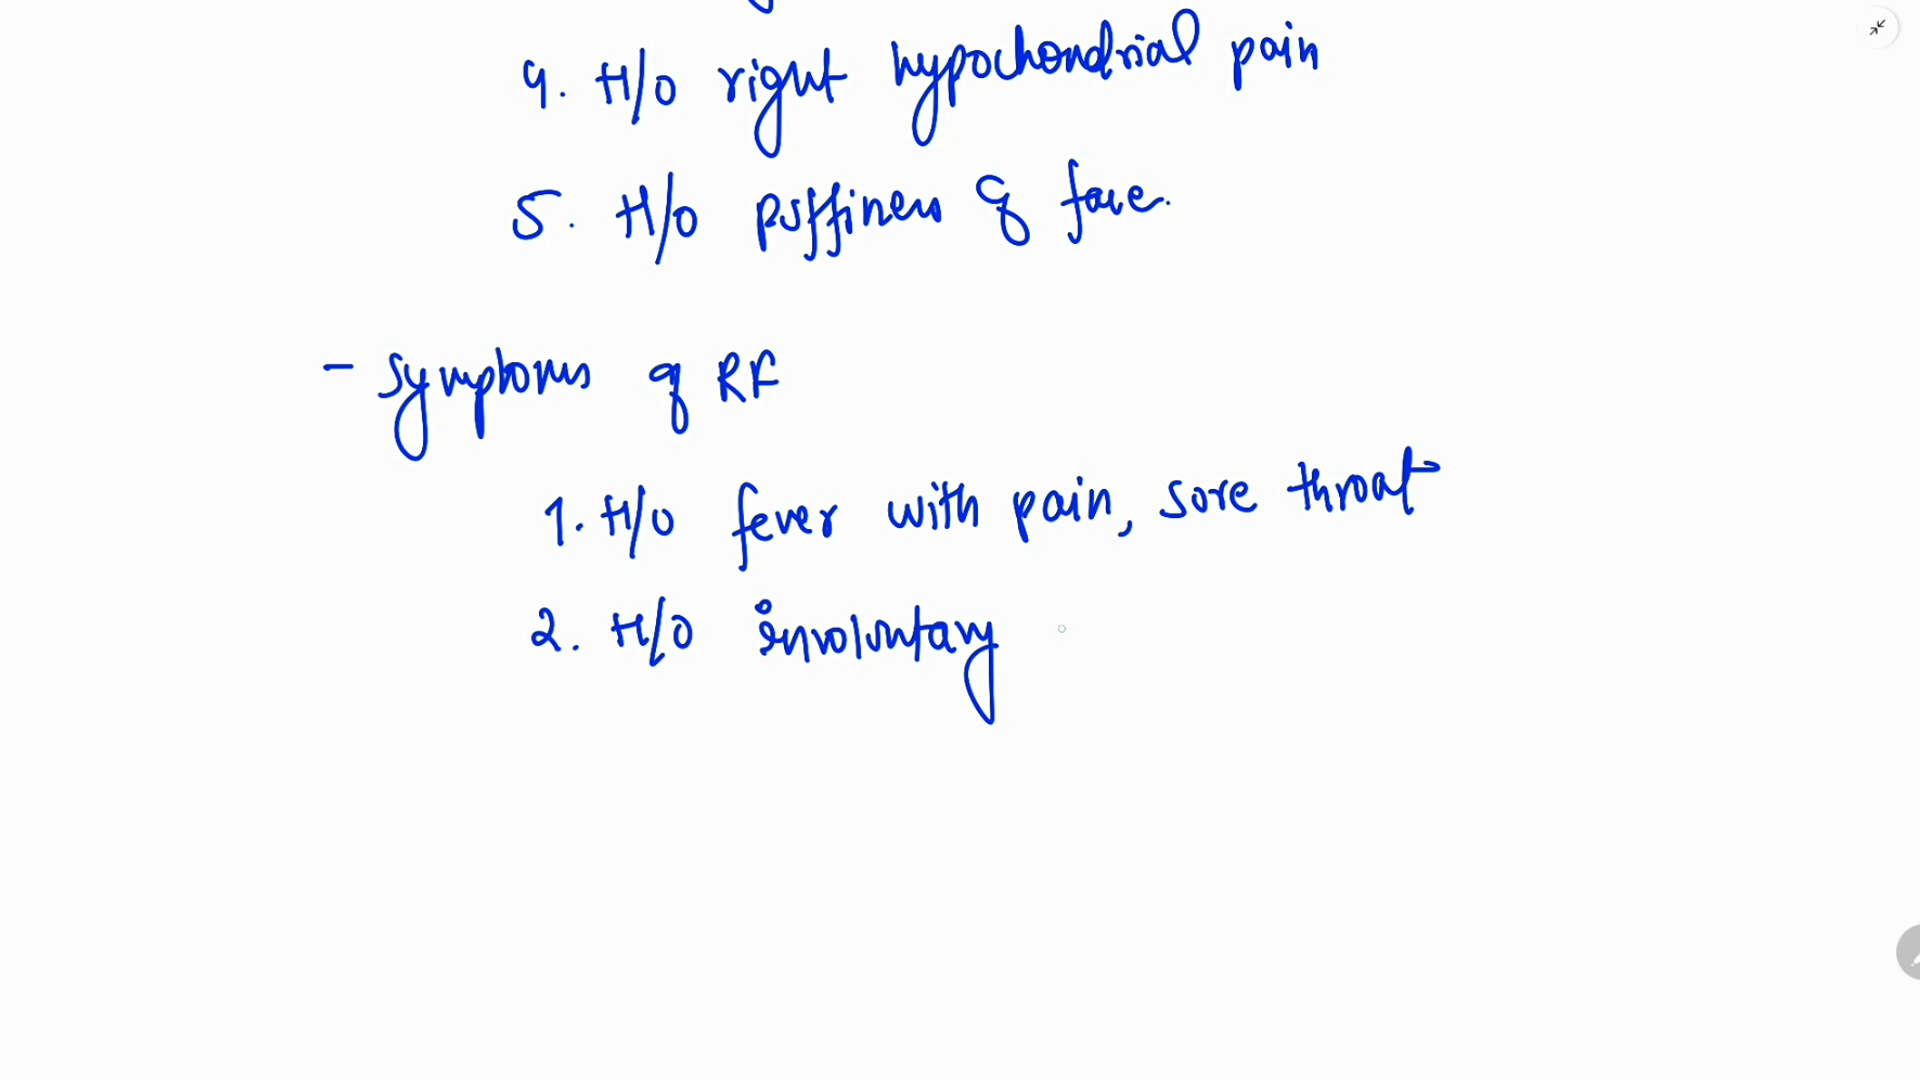 4. H/O right hypochondrial pain
5. H/O puffiness of face.
- Symptoms of RF
1. H/O fever with pain, sore throat
2. H/O involuntary